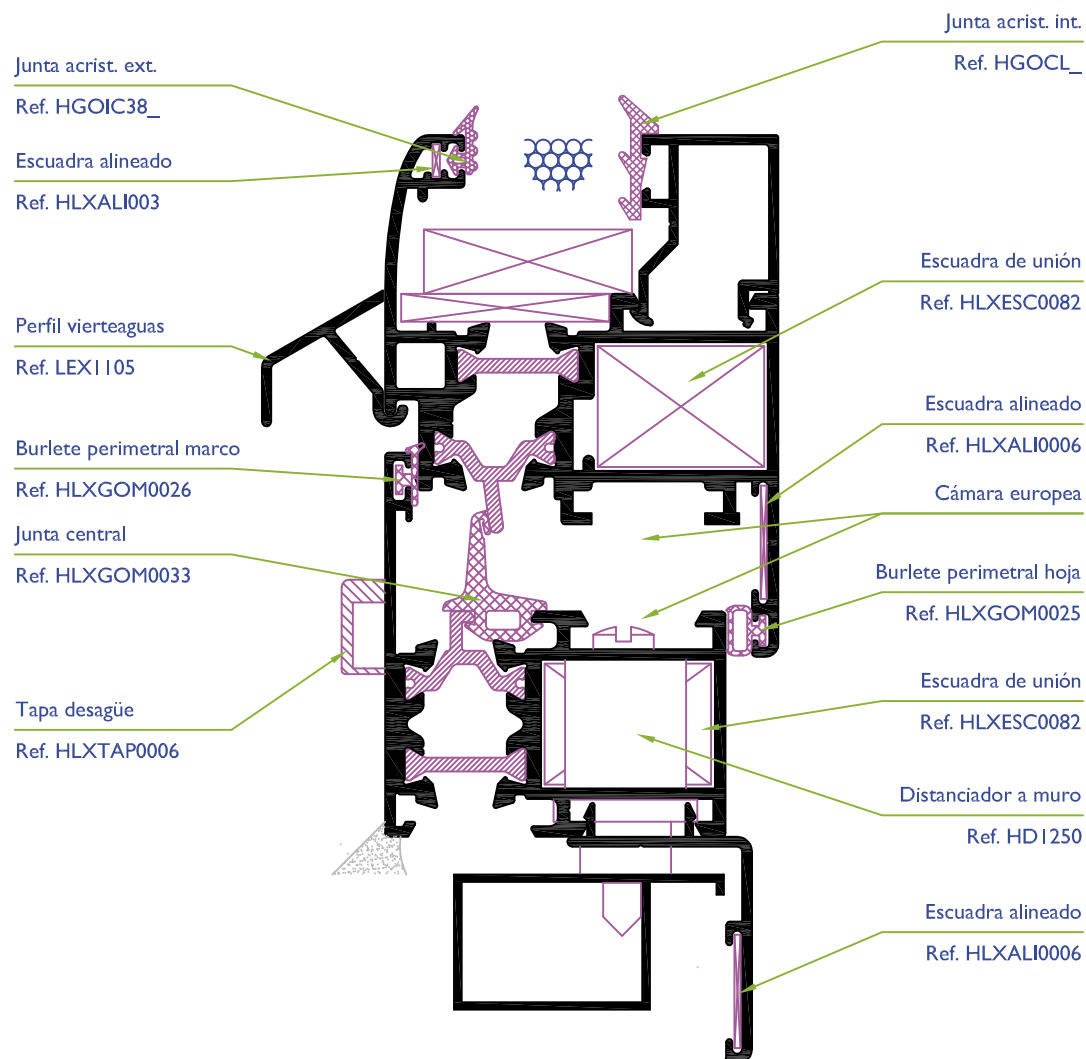 Junta acrist. ext.
Ref. HGOIC38_
Escuadra alineado
Ref. HLXALI003
Perfil vierteaguas
Ref. LEX1105
Burlete perimetral marco
Ref. HLXGOM0026
Junta central
Ref. HLXGOM0033
Tapa desagüe
Ref. HLXTAP0006
Junta acrist. int.
Ref. HGOCL_
Escuadra de unión
Ref. HLXESC0082
Escuadra alineado
Ref. HLXALI0006
Cámara europea
Burlete perimetral hoja
Ref. HLXGOM0025
Escuadra de unión
Ref. HLXESC0082
Distanciador a muro
Ref. HD1250
Escuadra alineado
Ref. HLXALI0006